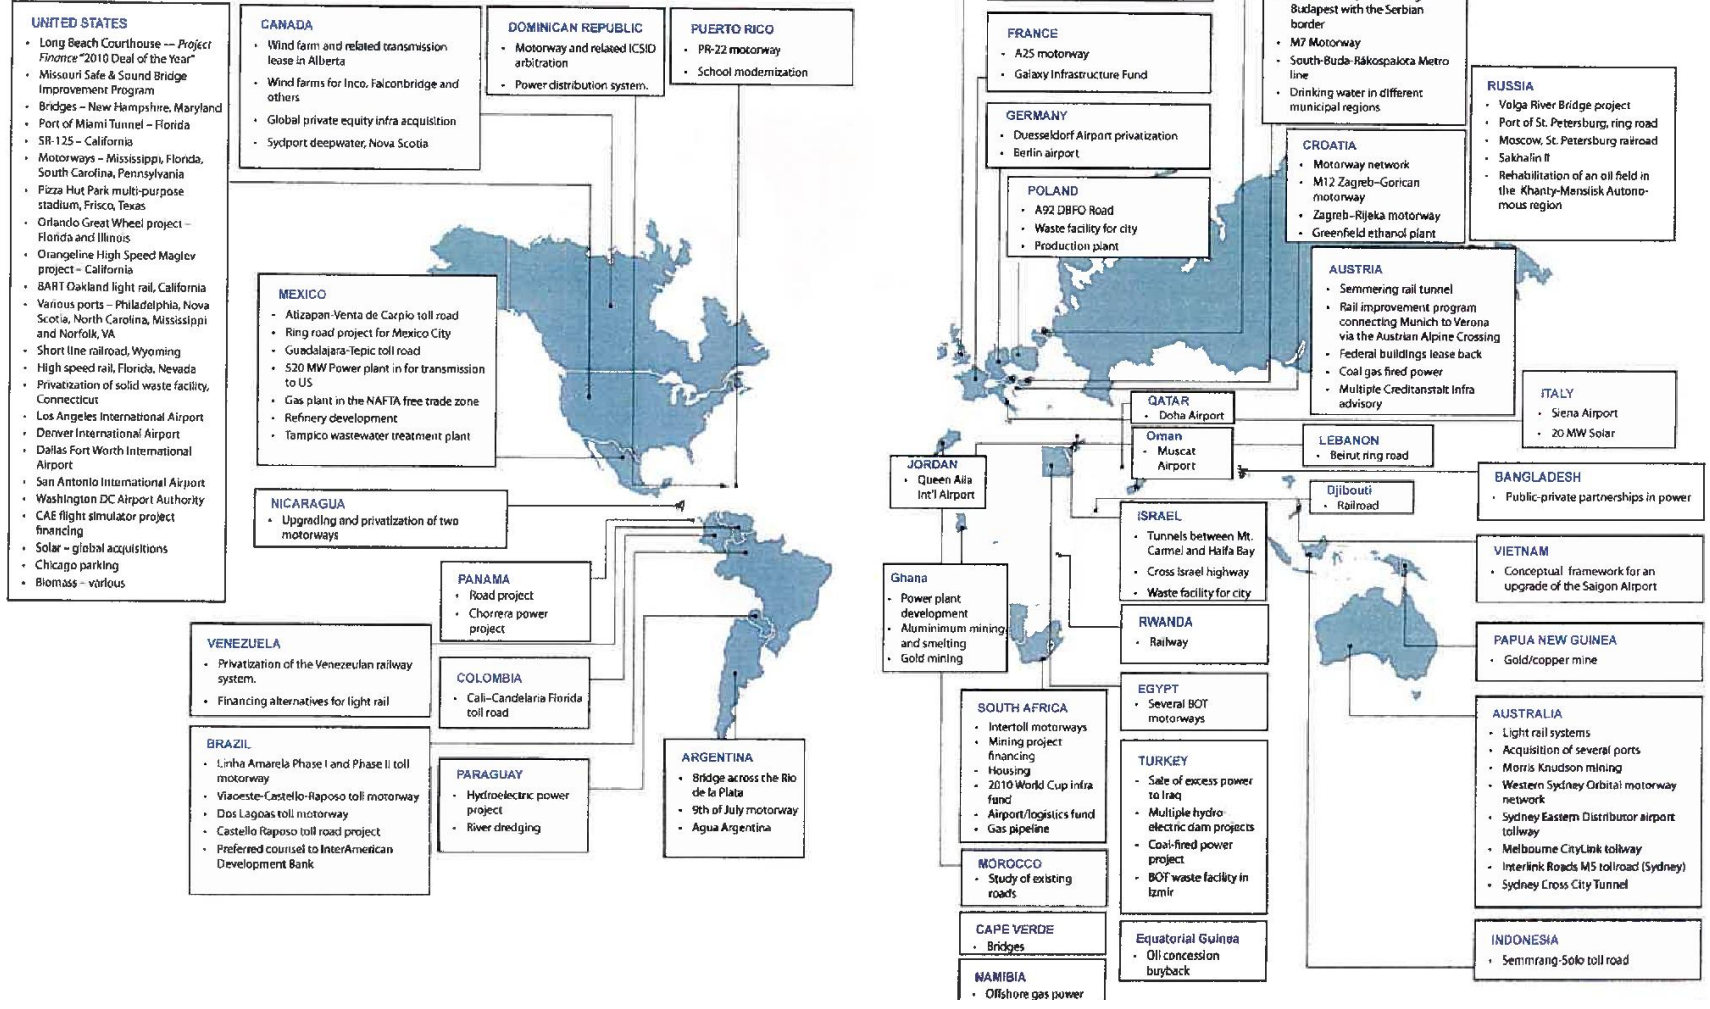 UNITED STATES
• Long Beach Courthouse –– Project
Finance "2010 Deal of the Year"
• Missouri Safe & Sound Bridge
Improvement Program
• Bridges – New Hampshire, Maryland
• Port of Miami Tunnel – Florida
• SR-125 – California
• Motorways – Mississippi, Florida,
South Carolina, Pennsylvania
• Pizza Hut Park multi-purpose
stadium, Frisco, Texas
• Orlando Great Wheel project –
Florida and Illinois
• Orangeline High Speed Maglev
project – California
• BART Oakland light rail, California
• Various ports – Philadelphia, Nova
Scotia, North Carolina, Mississippi
and Norfolk, VA
• Short line railroad, Wyoming
• High speed rail, Florida, Nevada
• Privatization of solid waste facility,
Connecticut
• Los Angeles International Airport
• Denver International Airport
• Dallas Fort Worth International
Airport
• San Antonio International Airport
• Washington DC Airport Authority
• CAE flight simulator project
financing
• Solar – global acquisitions
• Chicago parking
• Biomass – various
CANADA
• Wind farm and related transmission
lease in Alberta
• Wind farms for Inco, Falconbridge and
others
• Global private equity infra acquisition
• Sydport deepwater, Nova Scotia
DOMINICAN REPUBLIC
• Motorway and related ICSID
arbitration
• Power distribution system.
PUERTO RICO
• PR-22 motorway
• School modernization
MEXICO
• Atizapan-Venta de Carpio toll road
• Ring road project for Mexico City
• Guadalajara-Tepic toll road
• 520 MW Power plant in for transmission
to US
• Gas plant in the NAFTA free trade zone
• Refinery development
• Tampico wastewater treatment plant
NICARAGUA
• Upgrading and privatization of two
motorways
PANAMA
• Road project
• Chorrera power
project
VENEZUELA
• Privatization of the Venezeulan railway
system.
• Financing alternatives for light rail
COLOMBIA
• Cali–Candelaria Florida
toll road
BRAZIL
• Linha Amarela Phase I and Phase II toll
motorway
• Viaoeste-Castello-Raposo toll motorway
• Dos Lagoas toll motorway
• Castello Raposo toll road project
• Preferred counsel to InterAmerican
Development Bank
PARAGUAY
• Hydroelectric power
project
• River dredging
ARGENTINA
• Bridge across the Rio
de la Plata
• 9th of July motorway
• Agua Argentina
FRANCE
• A25 motorway
• Galaxy Infrastructure Fund
GERMANY
• Duesseldorf Airport privatization
• Berlin airport
POLAND
• A92 DBFO Road
• Waste facility for city
• Production plant
Budapest with the Serbian
border
• M7 Motorway
• South-Buda-Rákospalota Metro
line
• Drinking water in different
municipal regions
CROATIA
• Motorway network
• M12 Zagreb–Gorican
motorway
• Zagreb–Rijeka motorway
• Greenfield ethanol plant
RUSSIA
• Volga River Bridge project
• Port of St. Petersburg, ring road
• Moscow, St. Petersburg railroad
• Sakhalin II
• Rehabilitation of an oil field in
the Khanty-Mansiisk Autono-
mous region
AUSTRIA
• Semmering rail tunnel
• Rail improvement program
connecting Munich to Verona
via the Austrian Alpine Crossing
• Federal buildings lease back
• Coal gas fired power
• Multiple Creditanstalt Infra
advisory
ITALY
• Siena Airport
• 20 MW Solar
QATAR
• Doha Airport
Oman
• Muscat
Airport
LEBANON
• Beirut ring road
JORDAN
• Queen Alia
Int'l Airport
BANGLADESH
• Public-private partnerships in power
Djibouti
• Railroad
ISRAEL
• Tunnels between Mt.
Carmel and Haifa Bay
• Cross Israel highway
• Waste facility for city
VIETNAM
• Conceptual framework for an
upgrade of the Saigon Airport
Ghana
• Power plant
development
• Aluminimum mining
and smelting
• Gold mining
RWANDA
• Railway
PAPUA NEW GUINEA
• Gold/copper mine
EGYPT
• Several BOT
motorways
SOUTH AFRICA
• Intertoll motorways
• Mining project
financing
• Housing
• 2010 World Cup infra
fund
• Airport/logistics fund
• Gas pipeline
TURKEY
• Sale of excess power
to Iraq
• Multiple hydro-
electric dam projects
• Coal-fired power
project
• BOT waste facility in
Izmir
AUSTRALIA
• Light rail systems
• Acquisition of several ports
• Morris Knudson mining
• Western Sydney Orbital motorway
network
• Sydney Eastern Distributor airport
tollway
• Melbourne CityLink tollway
• Interlink Roads M5 tollroad (Sydney)
• Sydney Cross City Tunnel
MOROCCO
• Study of existing
roads
CAPE VERDE
• Bridges
Equatorial Guinea
• Oil concession
buyback
INDONESIA
• Semmrang-Solo toll road
NAMIBIA
• Offshore gas power